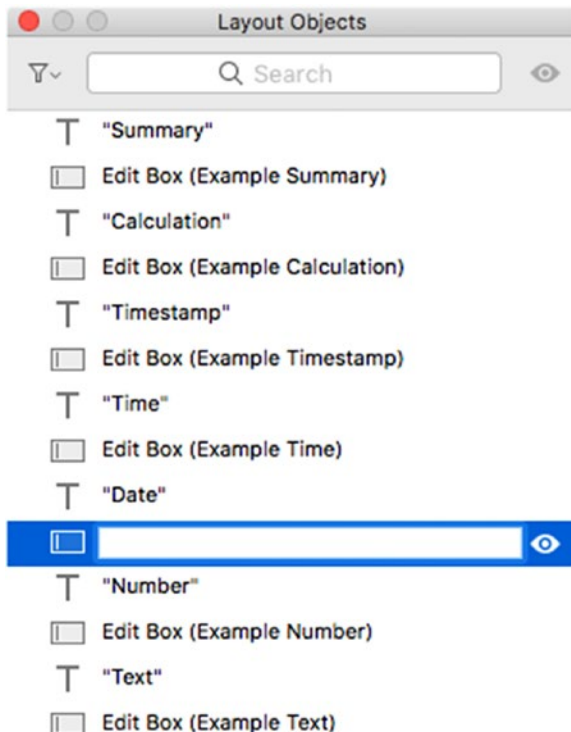 Layout Objects
Search
"Summary"
Edit Box (Example Summary)
"Calculation"
Edit Box (Example Calculation)
"Timestamp"
Edit Box (Example Timestamp)
"Time"
Edit Box (Example Time)
"Date"
"Number"
Edit Box (Example Number)
"Text"
Edit Box (Example Text)